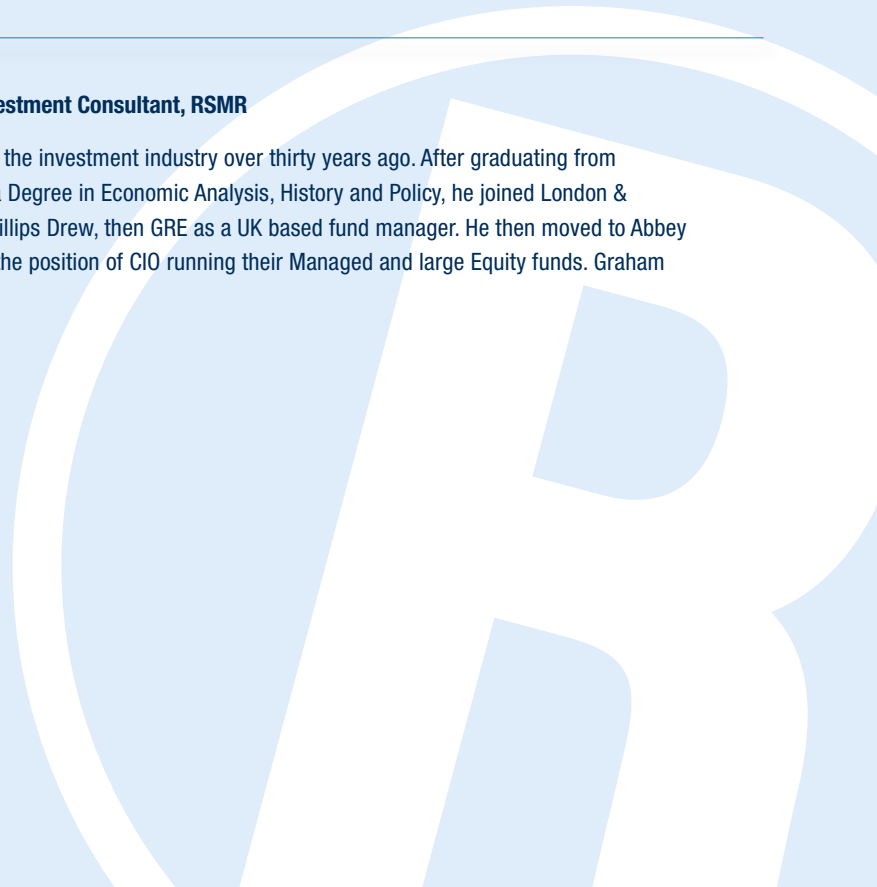 estment Consultant, RSMR
the investment industry over thirty years ago. After graduating from
a Degree in Economic Analysis, History and Policy, he joined London &
illips Drew, then GRE as a UK based fund manager. He then moved to Abbey
the position of CIO running their Managed and large Equity funds. Graham